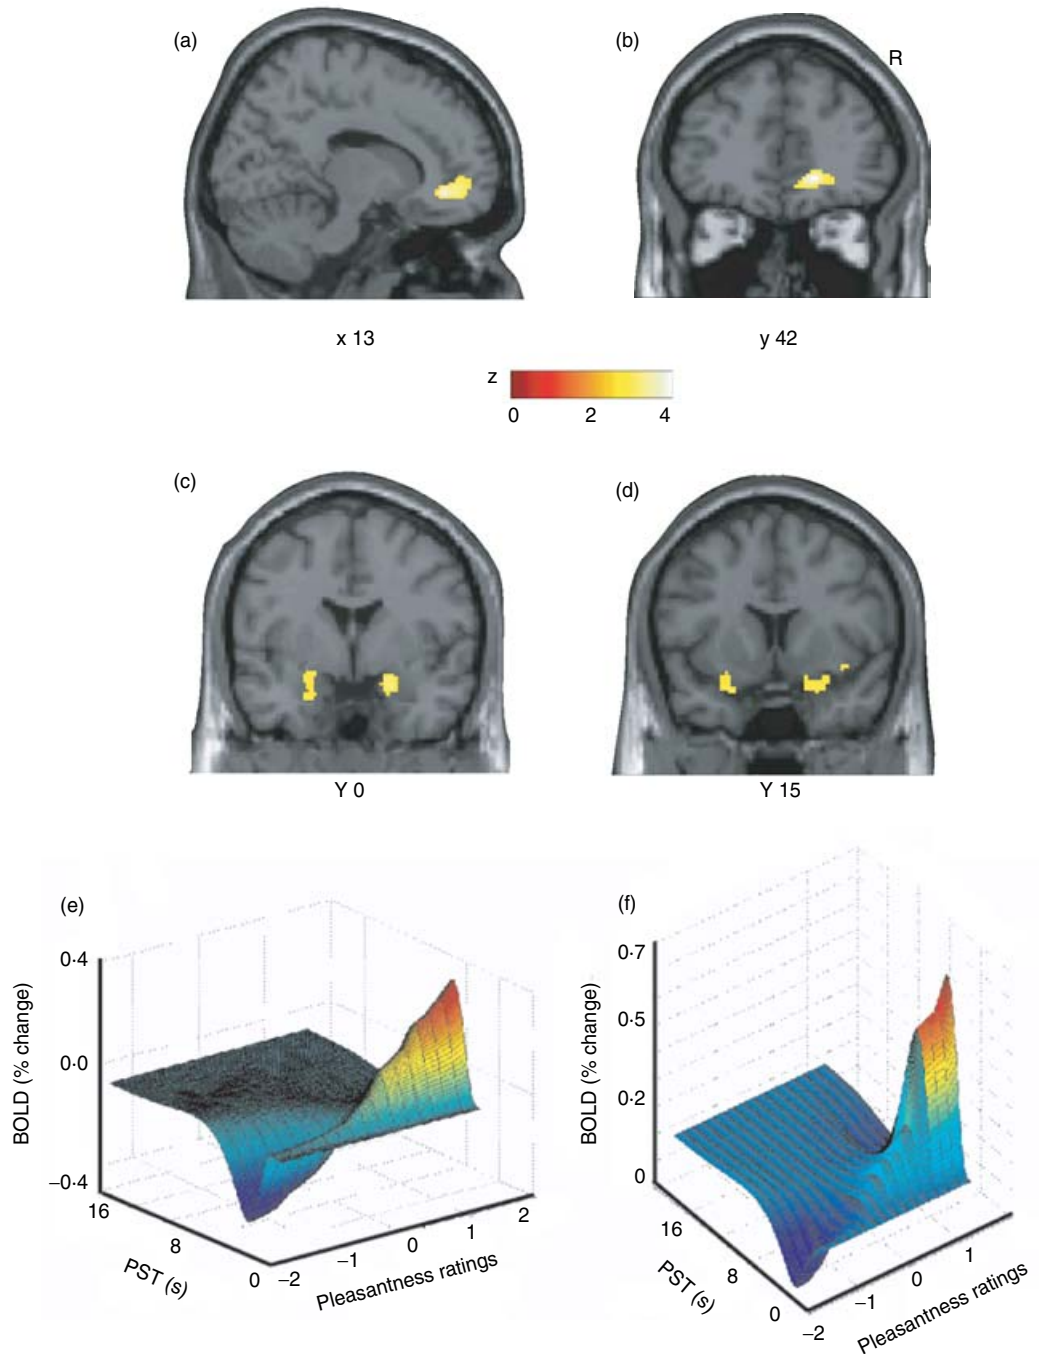 (a)
(b)
R
x 13
y 42
z
0 2 4
(c)
(d)
Y 0
Y 15
(e)
0·4
0·0
−0·4
BOLD (% change)
16
8
0
PST (s)
−2
−1
0
1
2
Pleasantness ratings
(f)
0·7
0·5
0·2
0
BOLD (% change)
16
8
0
PST (s)
−2
−1
0
1
Pleasantness ratings